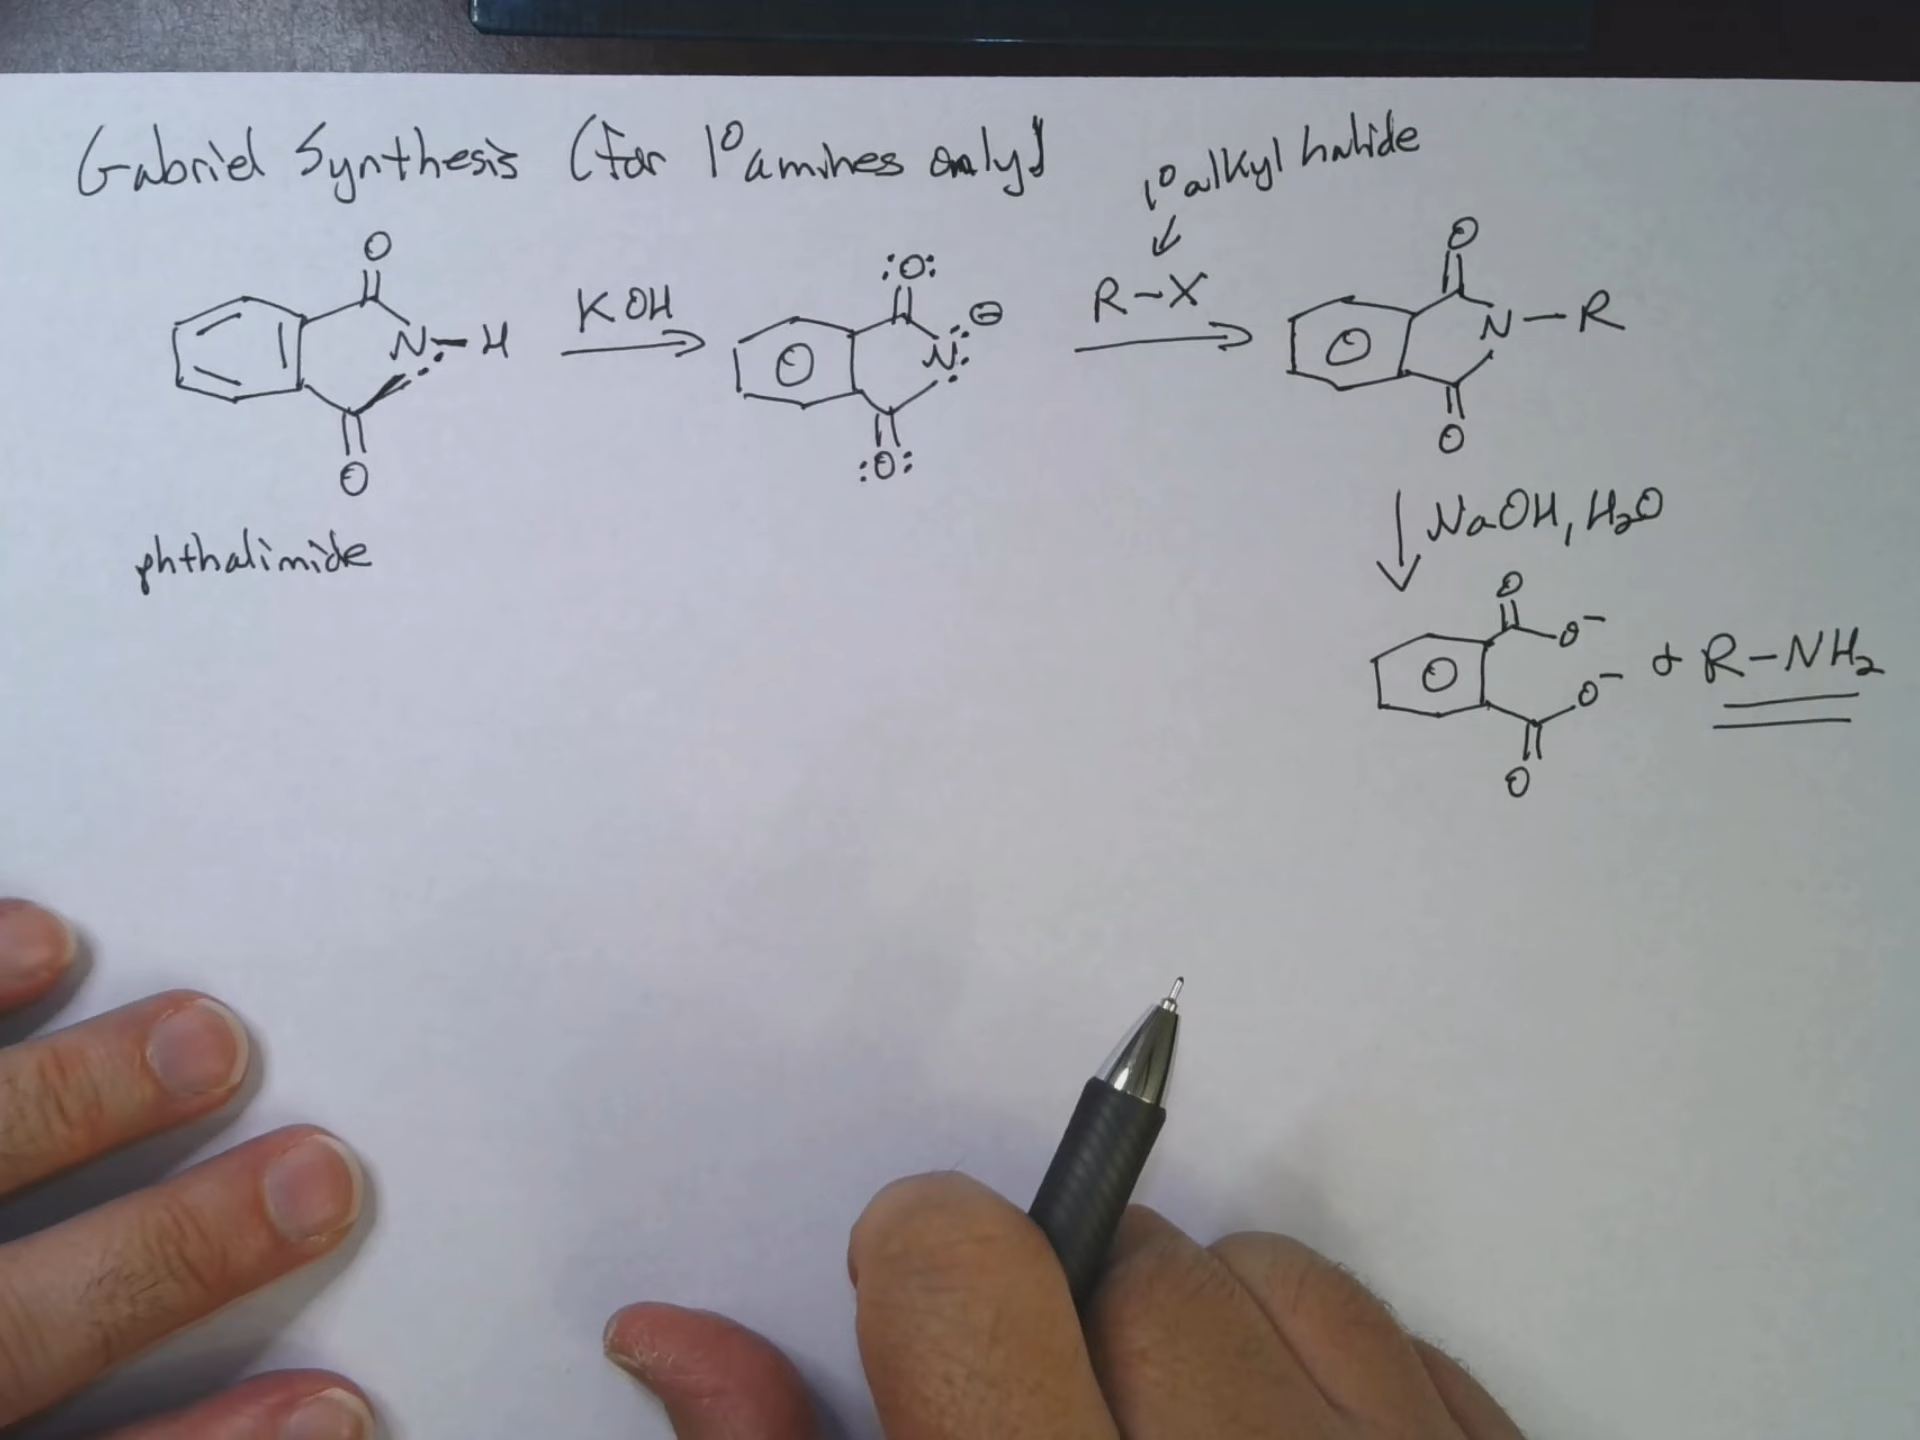 Gabriel Synthesis (for 1° amines only)
1° alkyl halide
O
N-H
O
KOH
:O:
N: ⊖
:O:
R-X
O
N-R
O
phthalimide
NaOH, H₂O
O
O⁻
O⁻
O
+ R-NH₂